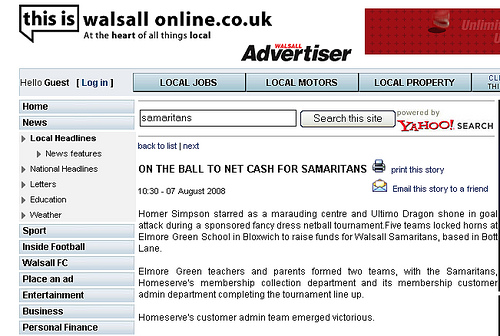 this is walsall online.co.uk
At the heart of all things local
WALSALL
Advertiser
Unlimi
Hello Guest [ Log in ]
LOCAL JOBS
LOCAL MOTORS
LOCAL PROPERTY
CL
THI
Home
News
Local Headlines
News features
National Headlines
Letters
Education
Weather
Sport
Inside Football
Walsall FC
Place an ad
Entertainment
Business
Personal Finance
samaritans
Search this site
powered by
YAHOO! SEARCH
back to list | next
ON THE BALL TO NET CASH FOR SAMARITANS
print this story
10:30 - 07 August 2008
Email this story to a friend
Homer Simpson starred as a marauding centre and Ultimo Dragon shone in goal
attack during a sponsored fancy dress netball tournament.Five teams locked horns at
Elmore Green School in Bloxwich to raise funds for Walsall Samaritans, based in Bott
Lane.
Elmore Green teachers and parents formed two teams, with the Samaritans,
Homeserve's membership collection department and its membership customer
admin department completing the tournament line up.
Homeserve's customer admin team emerged victorious.